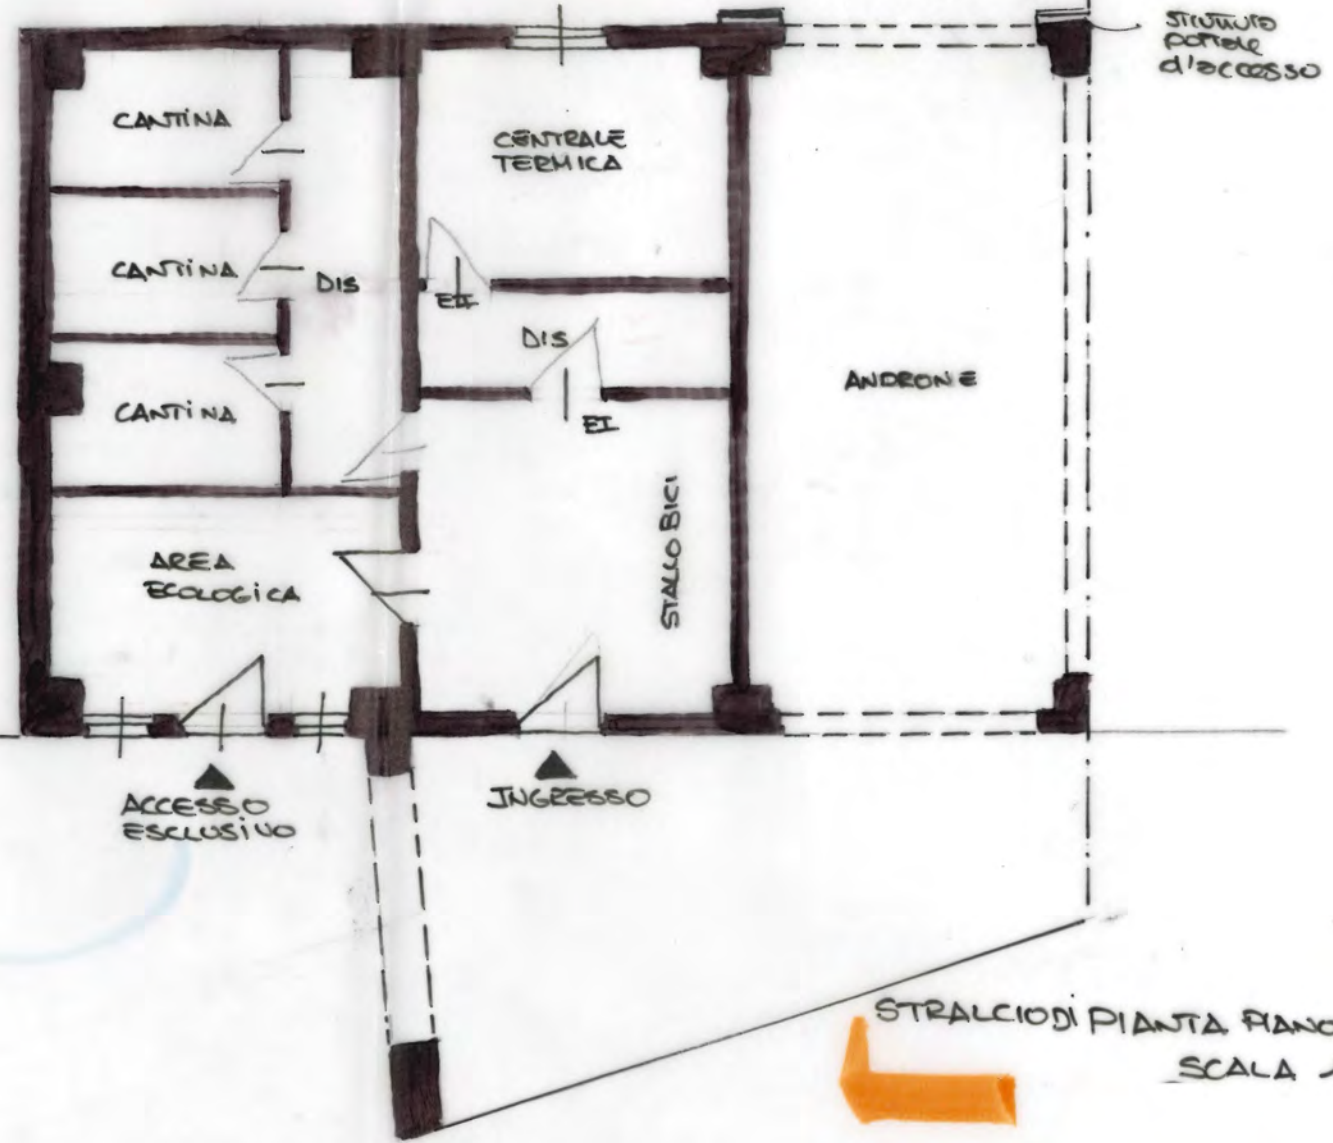 struttura
portale
d'accesso
CANTINA
CENTRALE
TERMICA
CANTINA
DIS
EI
DIS
CANTINA
ANDRONE
EI
STALLO BICI
AREA
ECOLOGICA
ACCESSO
ESCLUSIVO
INGRESSO
STRALCIO DI PIANTA PIANO
SCALA